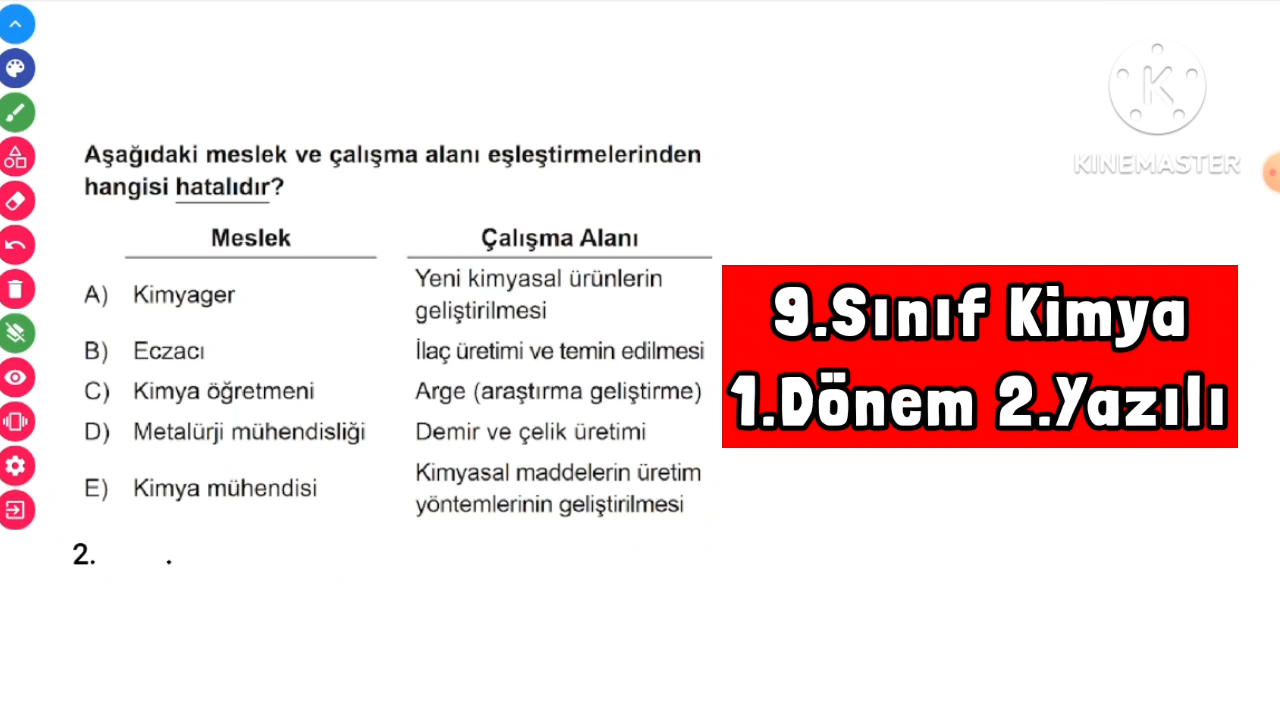 KINEMASTER
Aşağıdaki meslek ve çalışma alanı eşleştirmelerinden
hangisi hatalıdır?
Meslek Çalışma Alanı
A) Kimyager Yeni kimyasal ürünlerin
geliştirilmesi
B) Eczacı İlaç üretimi ve temin edilmesi
C) Kimya öğretmeni Arge (araştırma geliştirme)
D) Metalürji mühendisliği Demir ve çelik üretimi
E) Kimya mühendisi Kimyasal maddelerin üretim
yöntemlerinin geliştirilmesi
2. .
9.Sınıf Kimya
1.Dönem 2.Yazılı